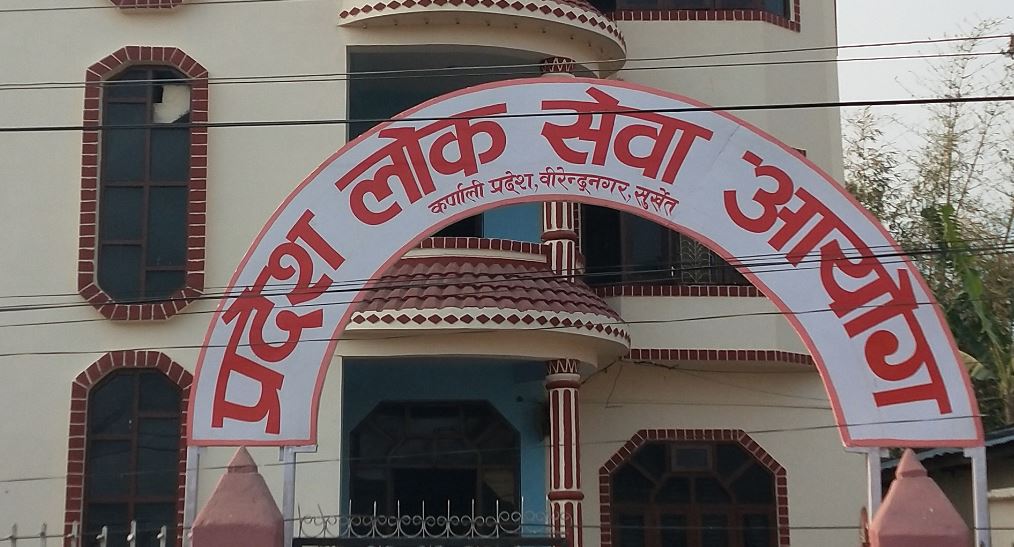 प्रदेश लोक सेवा आयोग
कर्णाली प्रदेश, वीरेन्द्रनगर, सुर्खेत